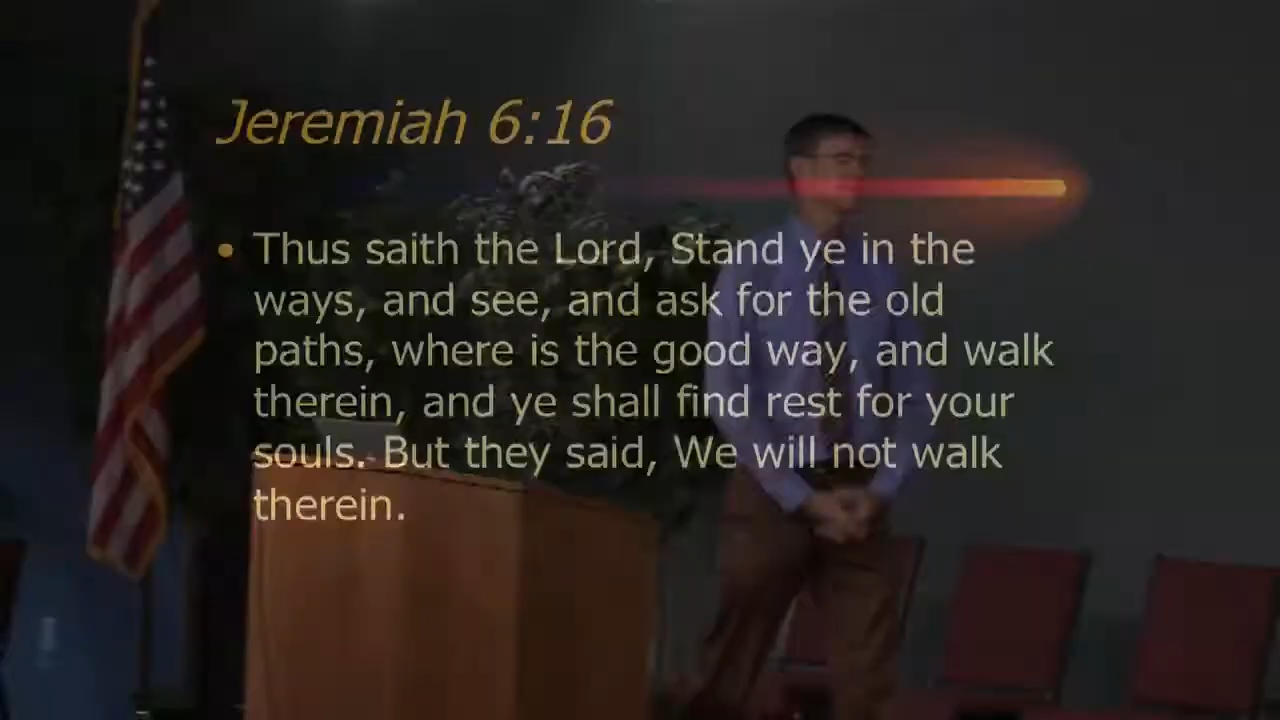 Jeremiah 6:16
• Thus saith the Lord, Stand ye in the
ways, and see, and ask for the old
paths, where is the good way, and walk
therein, and ye shall find rest for your
souls. But they said, We will not walk
therein.